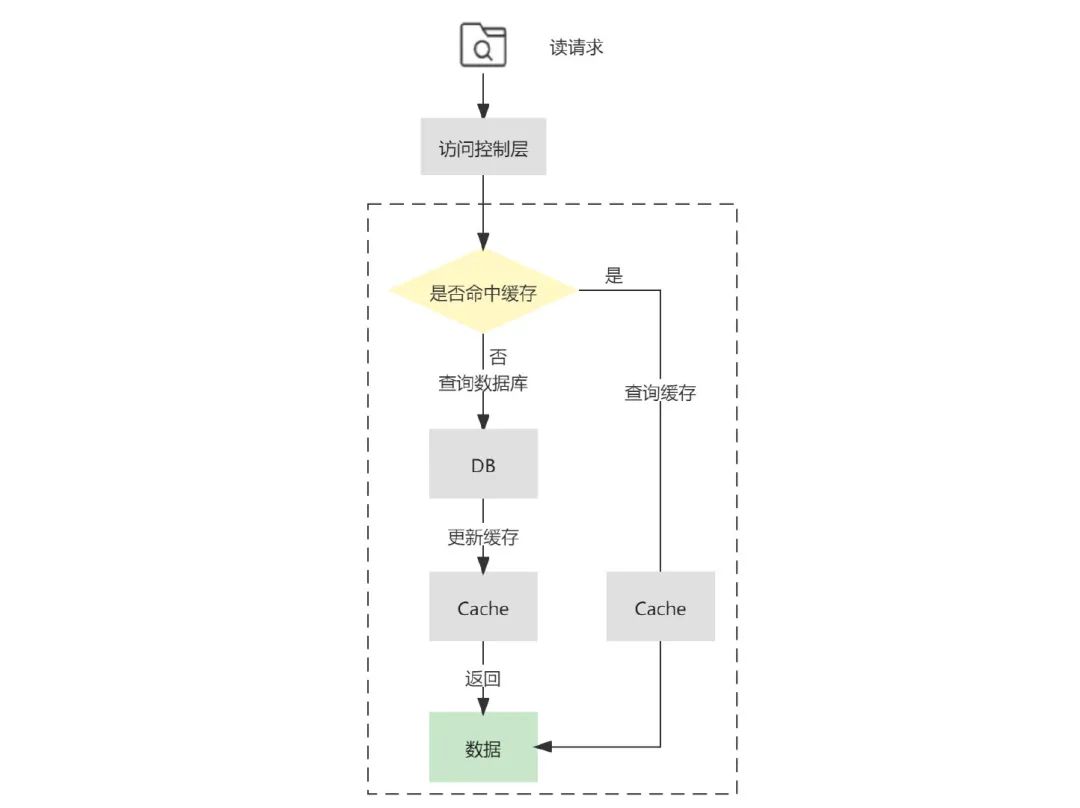 读请求
访问控制层
是否命中缓存
是
否
查询数据库
查询缓存
DB
更新缓存
Cache
Cache
返回
数据